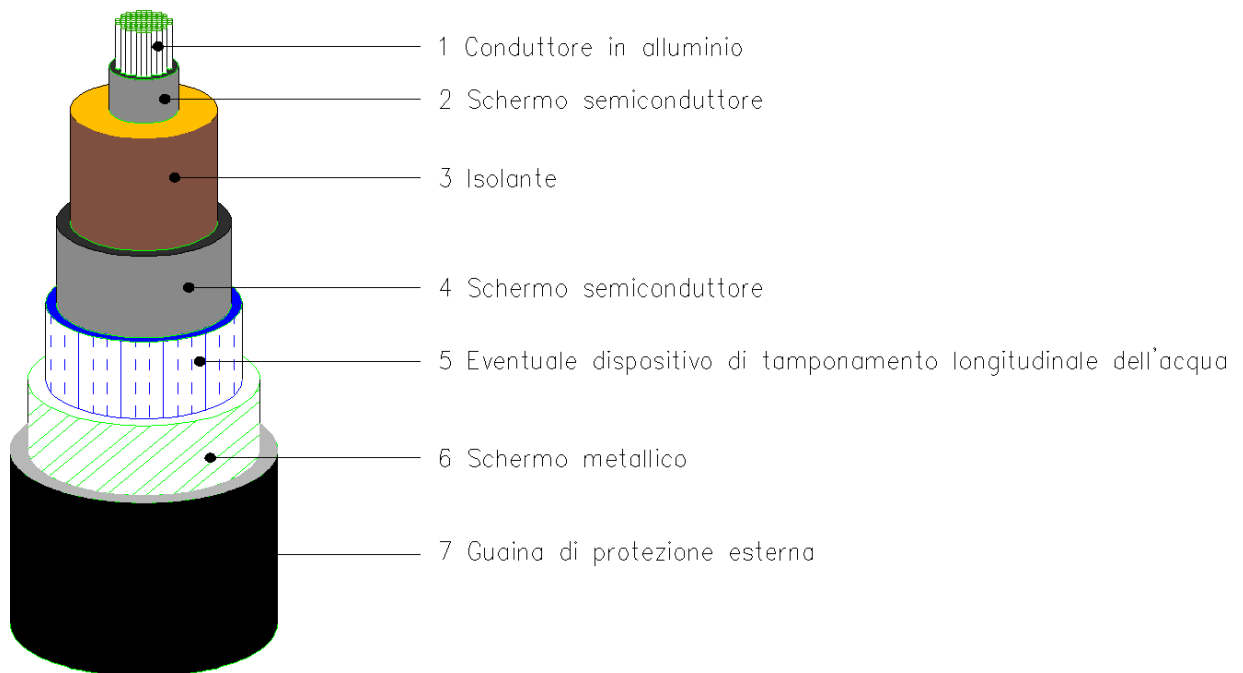 1 Conduttore in alluminio
2 Schermo semiconduttore
3 Isolante
4 Schermo semiconduttore
5 Eventuale dispositivo di tamponamento longitudinale dell'acqua
6 Schermo metallico
7 Guaina di protezione esterna